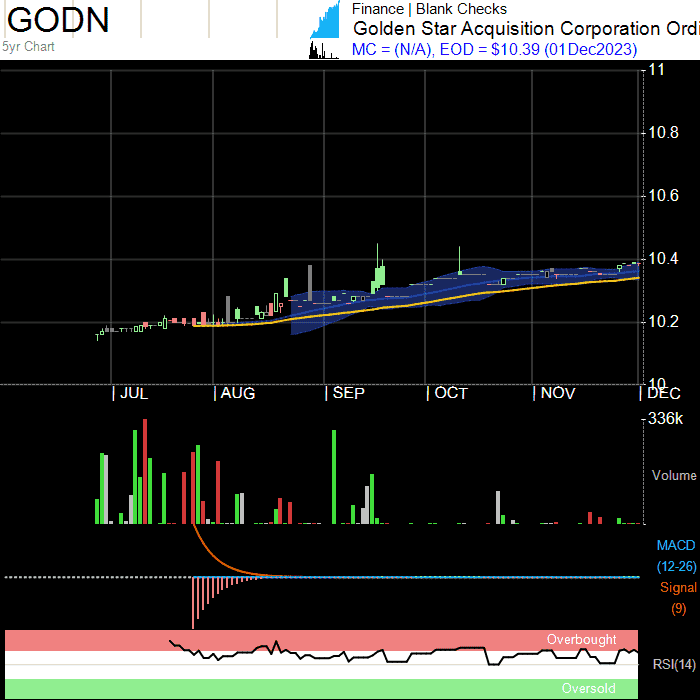 GODN
5yr Chart
Finance | Blank Checks
Golden Star Acquisition Corporation Ordi
MC = (N/A), EOD = $10.39 (01Dec2023)
11
10.8
10.6
10.4
10.2
10
JUL
AUG
SEP
OCT
NOV
DEC
336k
Volume
MACD
(12-26)
Signal
(9)
Overbought
RSI(14)
Oversold